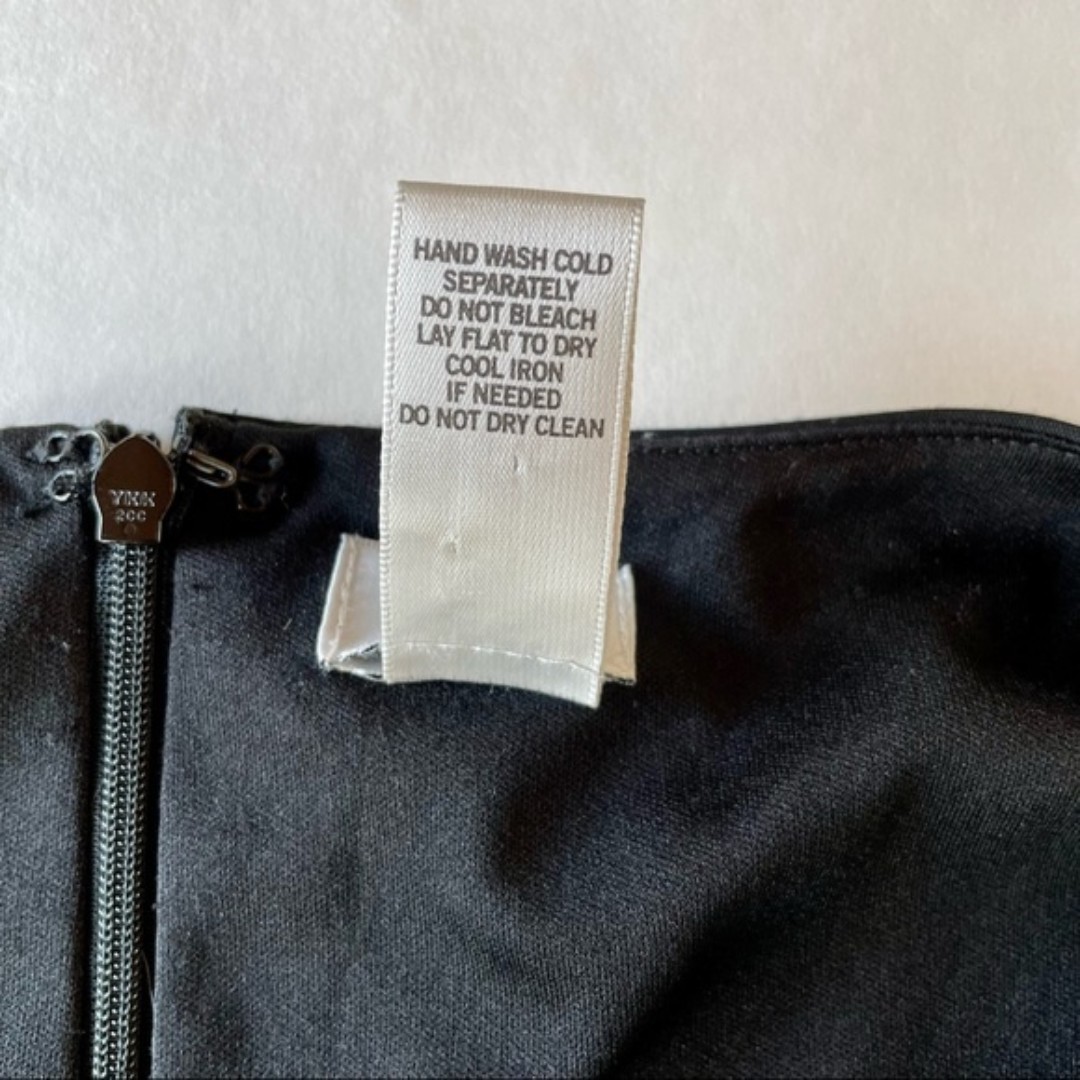 HAND WASH COLD
SEPARATELY
DO NOT BLEACH
LAY FLAT TO DRY
COOL IRON
IF NEEDED
DO NOT DRY CLEAN
YKK
2CC